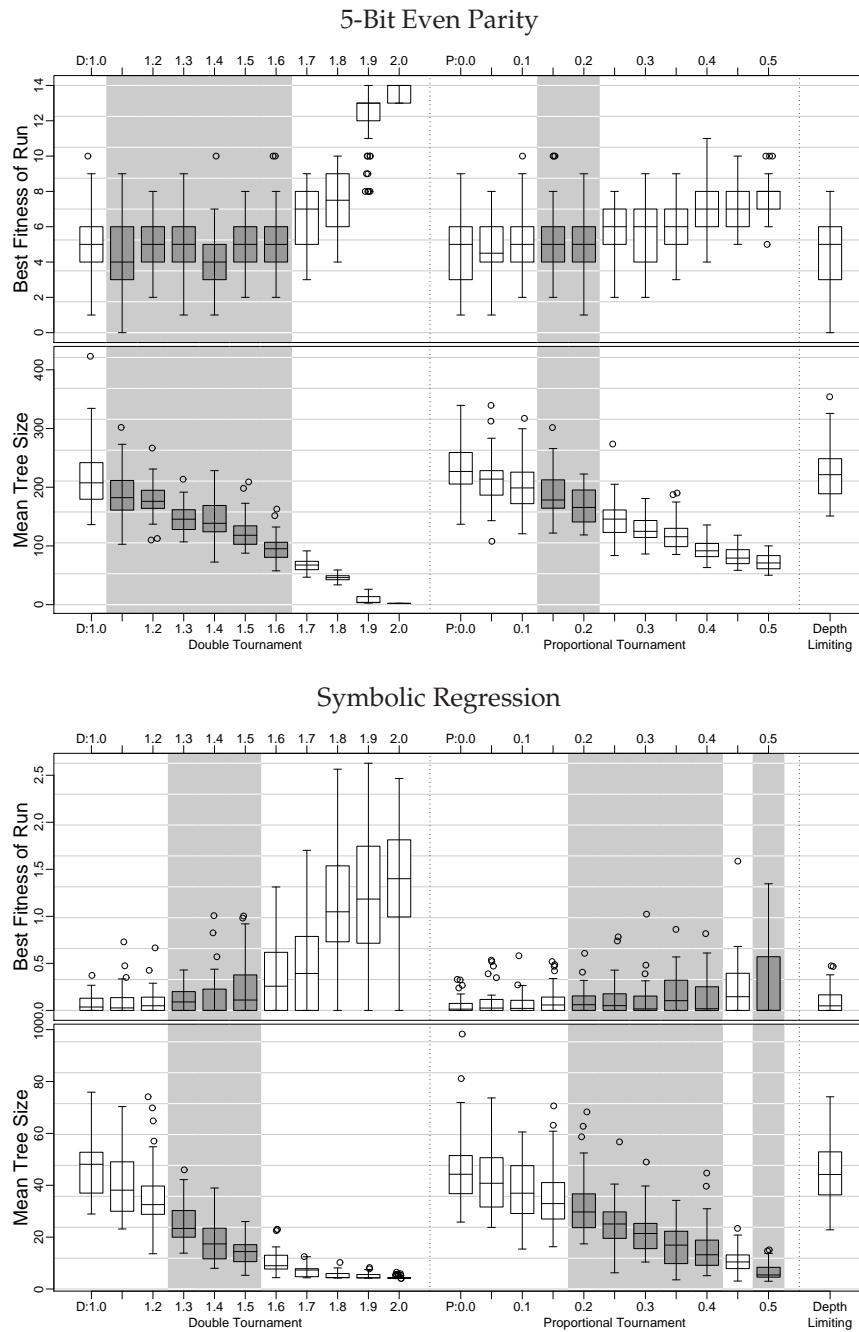 5-Bit Even Parity
D:1.0 1.2 1.3 1.4 1.5 1.6 1.7 1.8 1.9 2.0 P:0.0 0.1 0.2 0.3 0.4 0.5
Best Fitness of Run
14
12
10
8
6
4
2
0
Mean Tree Size
400
300
200
100
0
D:1.0 1.2 1.3 1.4 1.5 1.6 1.7 1.8 1.9 2.0 P:0.0 0.1 0.2 0.3 0.4 0.5 Depth
Double Tournament Proportional Tournament Limiting
Symbolic Regression
D:1.0 1.2 1.3 1.4 1.5 1.6 1.7 1.8 1.9 2.0 P:0.0 0.1 0.2 0.3 0.4 0.5
Best Fitness of Run
2.5
2.0
1.5
1.0
0.5
0.0
Mean Tree Size
100
80
60
40
20
0
D:1.0 1.2 1.3 1.4 1.5 1.6 1.7 1.8 1.9 2.0 P:0.0 0.1 0.2 0.3 0.4 0.5 Depth
Double Tournament Proportional Tournament Limiting